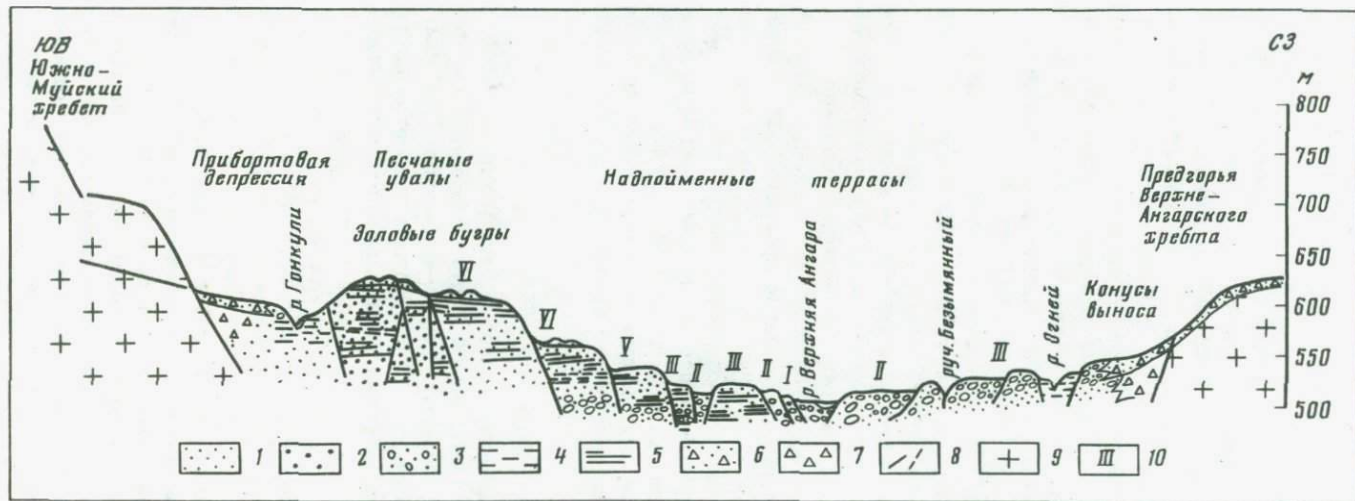 ЮВ
Южно-
Муйский
хребет
СЗ
м
800
750
700
650
600
550
500
Прибортовая
депрессия
Песчаные
увалы
Надпойменные террасы
Предгорья
Верхне-
Ангарского
хребта
р. Гонкули
Эоловые бугры
VI
VI
V
III
II
III
II
I
р. Верхняя Ангара
II
руч. Безымянный
III
р. Огней
Конусы
выноса
1 2 3 4 5 6 7 8 9 III 10